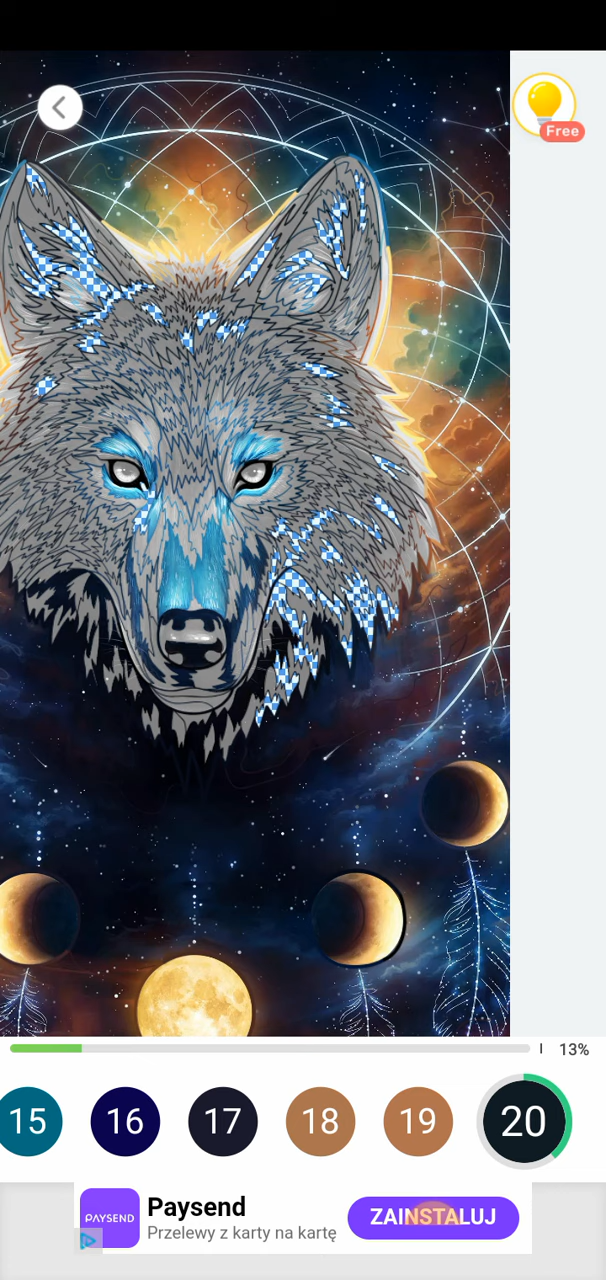 Free
13%
15
16
17
18
19
20
PAYSEND
Paysend
Przelewy z karty na kartę
ZAINSTALUJ